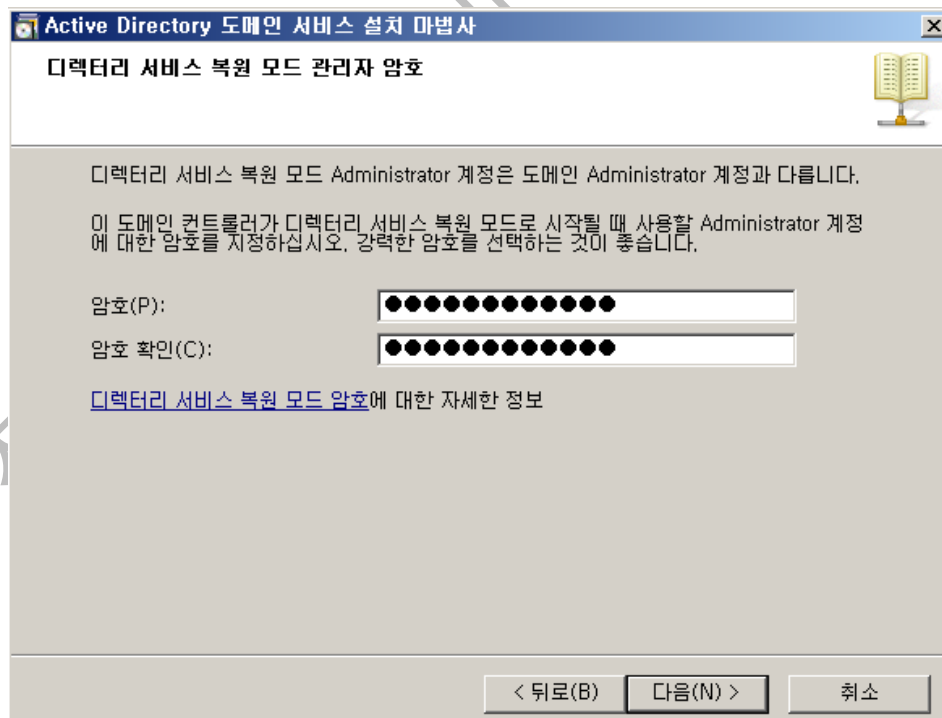 Active Directory 도메인 서비스 설치 마법사
디렉터리 서비스 복원 모드 관리자 암호
디렉터리 서비스 복원 모드 Administrator 계정은 도메인 Administrator 계정과 다릅니다.
이 도메인 컨트롤러가 디렉터리 서비스 복원 모드로 시작될 때 사용할 Administrator 계정
에 대한 암호를 지정하십시오. 강력한 암호를 선택하는 것이 좋습니다.
암호(P): ●●●●●●●●●●●●
암호 확인(C): ●●●●●●●●●●●●
디렉터리 서비스 복원 모드 암호에 대한 자세한 정보
< 뒤로(B) 다음(N) > 취소